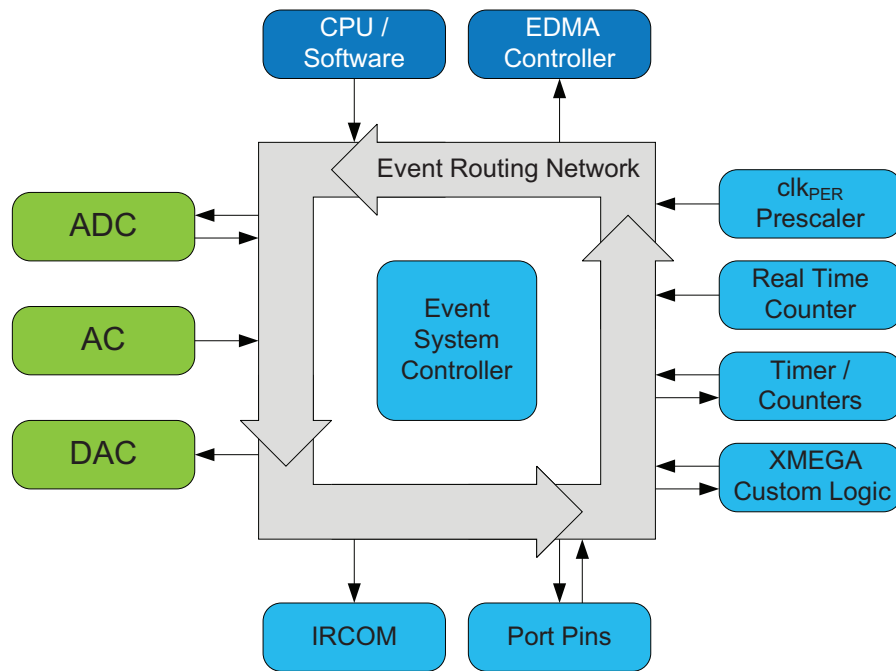 CPU /
Software
EDMA
Controller
Event Routing Network
ADC
clkPER
Prescaler
Real Time
Counter
AC
Event
System
Controller
Timer /
Counters
DAC
XMEGA
Custom Logic
IRCOM
Port Pins